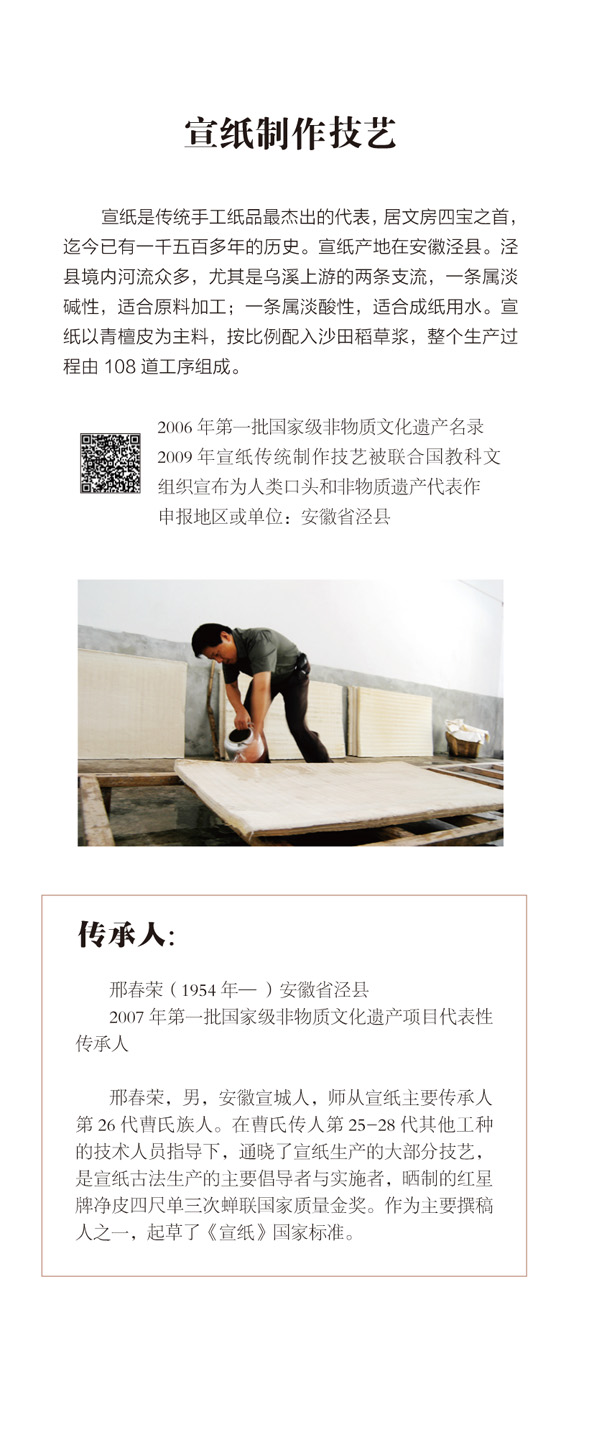 宣纸制作技艺
宣纸是传统手工纸品最杰出的代表，居文房四宝之首，
迄今已有一千五百多年的历史。宣纸产地在安徽泾县。泾
县境内河流众多，尤其是乌溪上游的两条支流，一条属淡
碱性，适合原料加工；一条属淡酸性，适合成纸用水。宣
纸以青檀皮为主料，按比例配入沙田稻草浆，整个生产过
程由 108 道工序组成。
2006 年第一批国家级非物质文化遗产名录
2009 年宣纸传统制作技艺被联合国教科文
组织宣布为人类口头和非物质遗产代表作
申报地区或单位：安徽省泾县
传承人：
邢春荣（1954 年— ）安徽省泾县
2007 年第一批国家级非物质文化遗产项目代表性
传承人
邢春荣，男，安徽宣城人，师从宣纸主要传承人
第 26 代曹氏族人。在曹氏传人第 25-28 代其他工种
的技术人员指导下，通晓了宣纸生产的大部分技艺，
是宣纸古法生产的主要倡导者与实施者，晒制的红星
牌净皮四尺单三次蝉联国家质量金奖。作为主要撰稿
人之一，起草了《宣纸》国家标准。